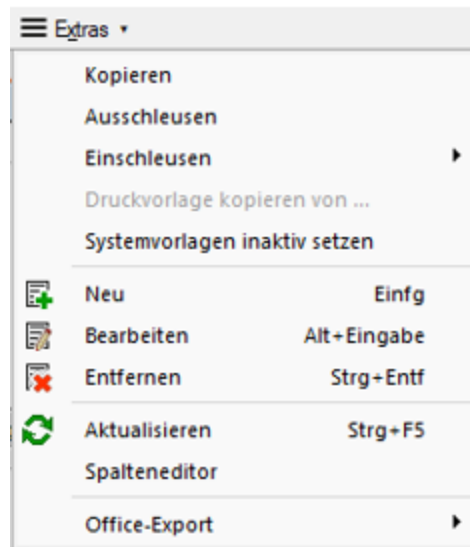 Extras
Kopieren
Ausschleusen
Einschleusen
Druckvorlage kopieren von ...
Systemvorlagen inaktiv setzen
Neu Einfg
Bearbeiten Alt+Eingabe
Entfernen Strg+Entf
Aktualisieren Strg+F5
Spalteneditor
Office-Export